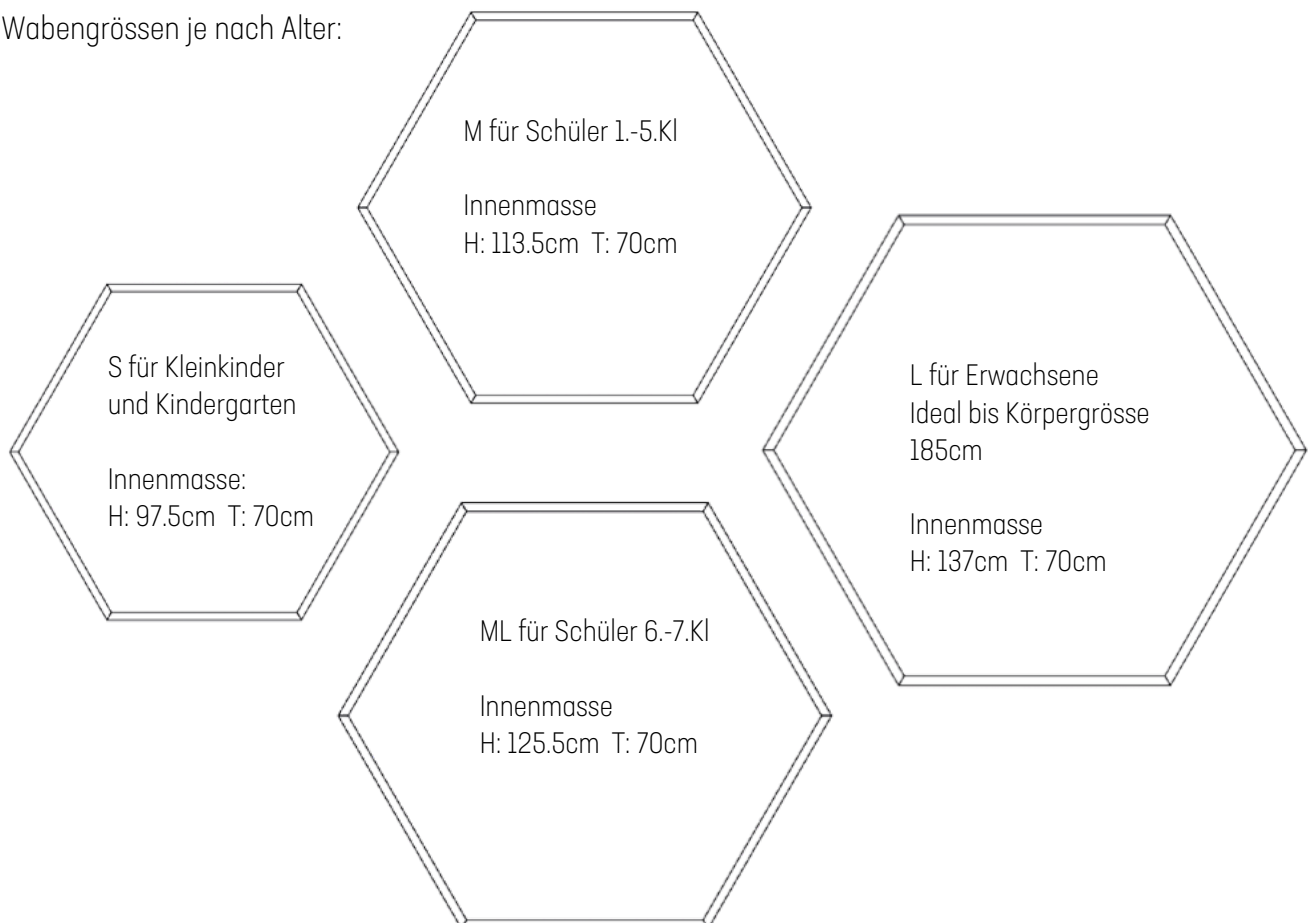 Wabengrössen je nach Alter:
M für Schüler 1.-5.Kl
Innenmasse
H: 113.5cm  T: 70cm
S für Kleinkinder
und Kindergarten
Innenmasse:
H: 97.5cm  T: 70cm
L für Erwachsene
Ideal bis Körpergrösse
185cm
Innenmasse
H: 137cm  T: 70cm
ML für Schüler 6.-7.Kl
Innenmasse
H: 125.5cm  T: 70cm